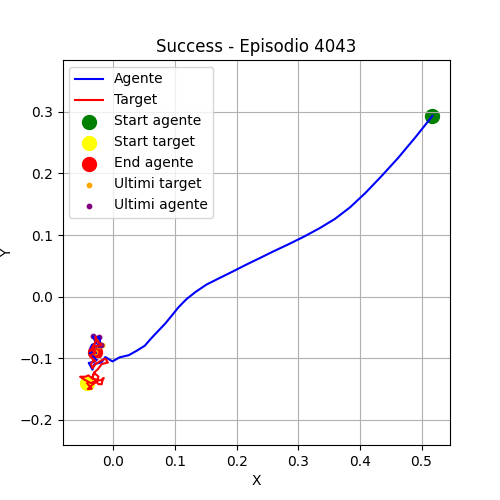 Success - Episodio 4043
Agente
Target
Start agente
Start target
End agente
Ultimi target
Ultimi agente
0.3
0.2
0.1
0.0
−0.1
−0.2
Y
0.0
0.1
0.2
0.3
0.4
0.5
X